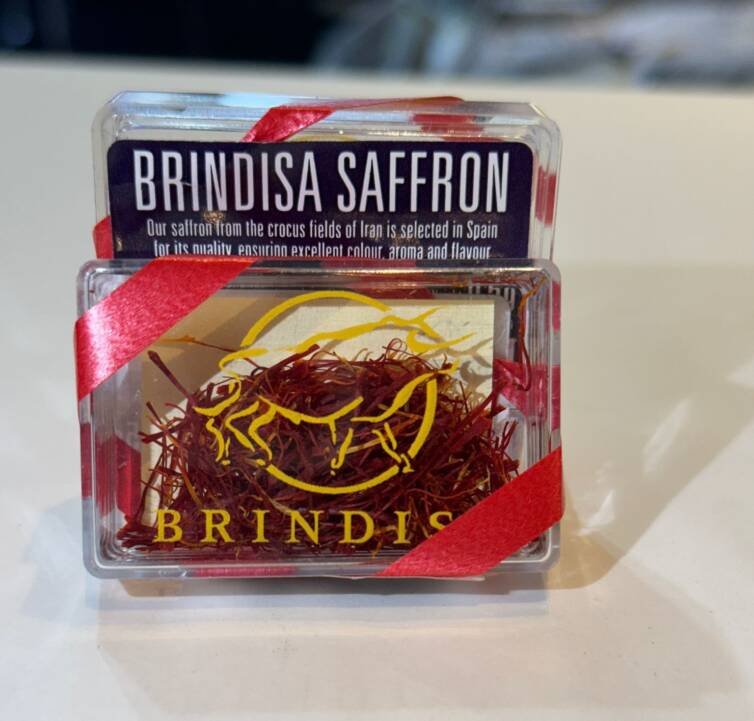 BRINDISA SAFFRON
Our saffron from the crocus fields of Iran is selected in Spain
for its quality, ensuring excellent colour, aroma and flavour
BRINDIS